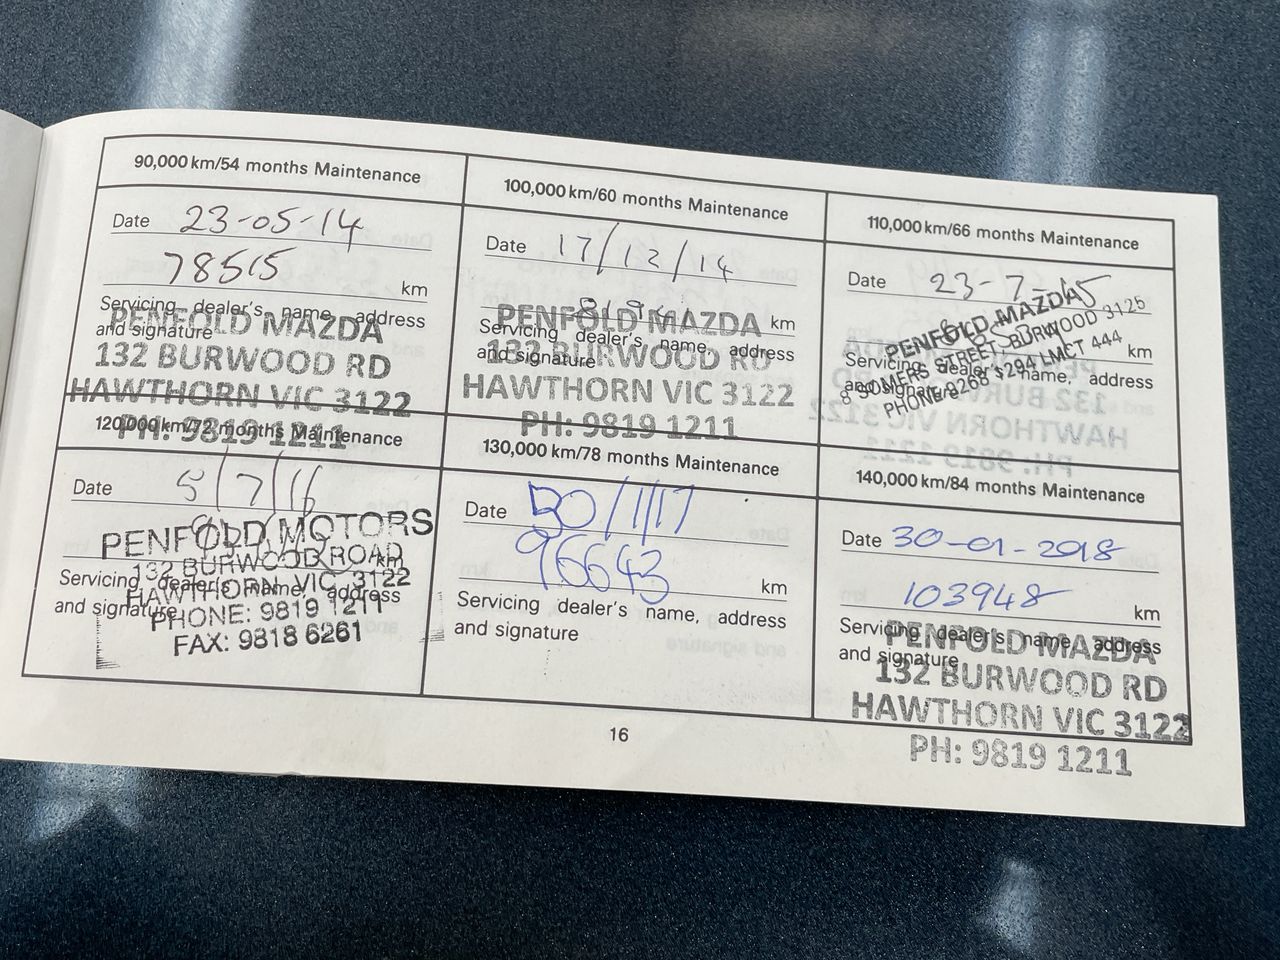 90,000 km/54 months Maintenance
Date 23-05-14
78515 km
Servicing dealer's name, address
and signature
PENFOLD MAZDA
132 BURWOOD RD
HAWTHORN VIC 3122
PH: 9819 1211
100,000 km/60 months Maintenance
Date 17/12/14
km
Servicing dealer's name, address
and signature
PENFOLD MAZDA
132 BURWOOD RD
HAWTHORN VIC 3122
PH: 9819 1211
110,000 km/66 months Maintenance
Date 23-7-15
km
Servicing dealer's name, address
and signature
PENFOLD MAZDA
SOMERS STREET BURWOOD 3125
PHONE 9268 LMCT 444
120,000 km/72 months Maintenance
Date 5/7/16
km
Servicing dealer's name, address
and signature
PENFOLD MOTORS
132 BURWOOD ROAD
HAWTHORN VIC 3122
PHONE: 9819 1211
FAX: 9818 6261
130,000 km/78 months Maintenance
Date /1/17
96643 km
Servicing dealer's name, address
and signature
140,000 km/84 months Maintenance
Date 30-01-2018
103948 km
Servicing dealer's name, address
and signature
PENFOLD MAZDA
132 BURWOOD RD
HAWTHORN VIC 3122
PH: 9819 1211
16